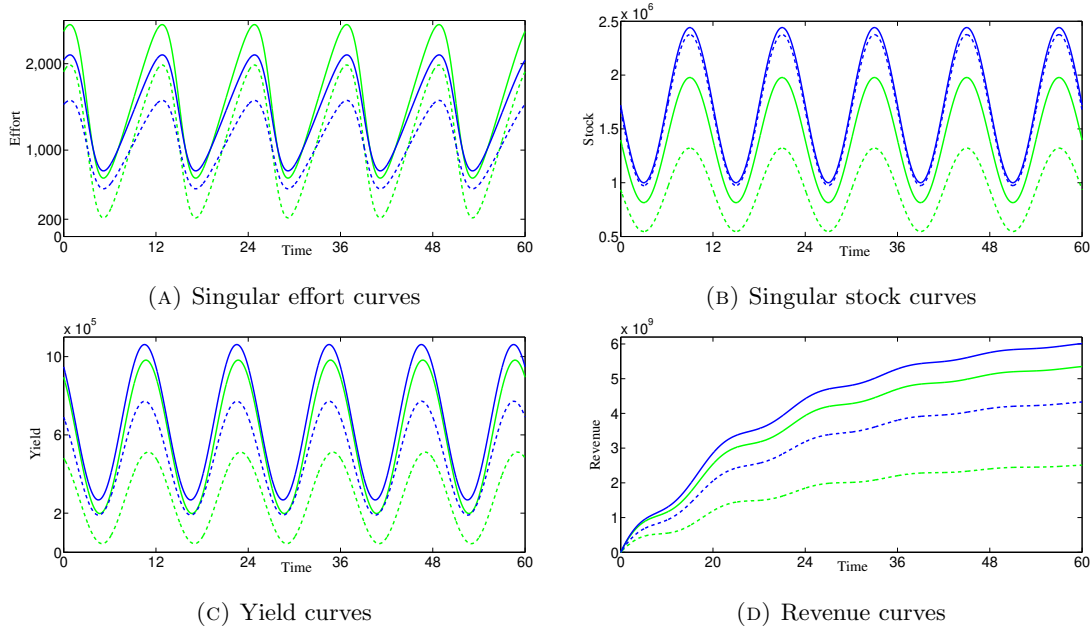 2,000
1,000
200
0
Effort
0 12 24 36 48 60
Time
(A) Singular effort curves
x 10^6
2.5
2
1.5
1
0.5
Stock
0 12 24 36 48 60
Time
(B) Singular stock curves
x 10^5
10
6
2
0
Yield
0 12 24 36 48 60
Time
(C) Yield curves
x 10^9
6
5
4
3
2
1
0
Revenue
0 20 24 36 48 60
Time
(D) Revenue curves